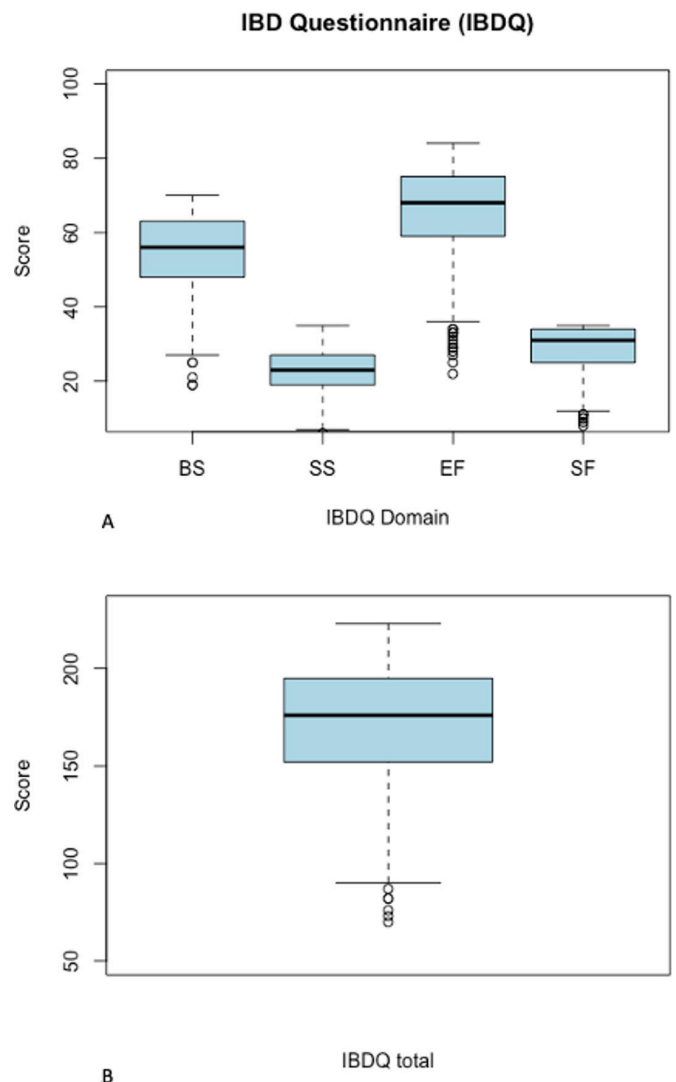 IBD Questionnaire (IBDQ)
100
80
60
40
20
Score
BS SS EF SF
A IBDQ Domain
200
150
100
50
Score
IBDQ total
B